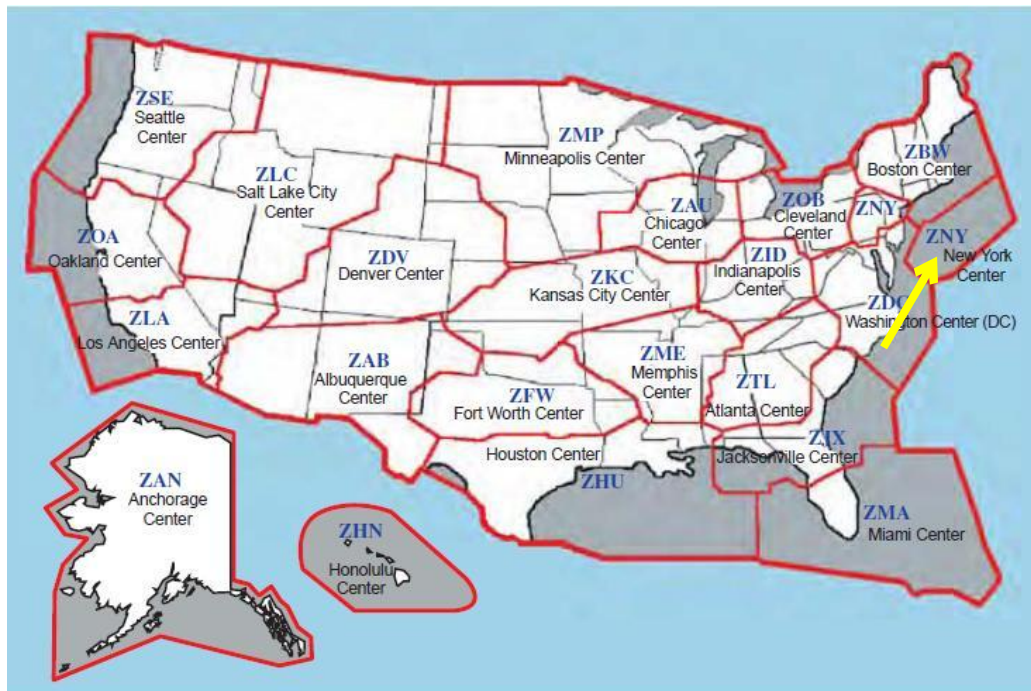 ZSE
Seattle
Center
ZMP
Minneapolis Center
ZBW
Boston Center
ZLC
Salt Lake City
Center
ZAU
Chicago
Center
ZOB
Cleveland
Center
ZNY
ZNY
New York
Center
ZOA
Oakland Center
ZDV
Denver Center
ZID
Indianapolis
Center
ZKC
Kansas City Center
ZDC
Washington Center (DC)
ZLA
Los Angeles Center
ZAB
Albuquerque
Center
ZME
Memphis
Center
ZTL
Atlanta Center
ZFW
Fort Worth Center
ZJX
Jacksonville Center
Houston Center
ZHU
ZMA
Miami Center
ZAN
Anchorage
Center
ZHN
Honolulu
Center